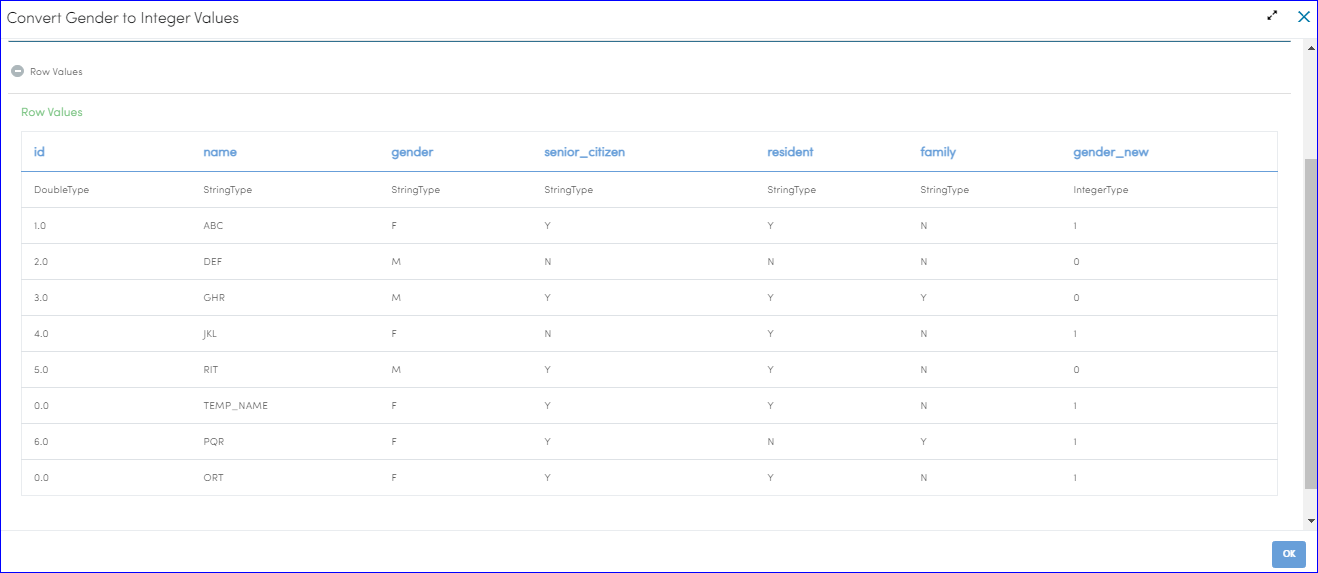 Convert Gender to Integer Values
Row Values
Row Values
id name gender senior_citizen resident family gender_new
DoubleType StringType StringType StringType StringType StringType IntegerType
1.0 ABC F Y Y N 1
2.0 DEF M N N N 0
3.0 GHR M Y Y Y 0
4.0 JKL F N Y N 1
5.0 RIT M Y Y N 0
0.0 TEMP_NAME F Y Y N 1
6.0 PQR F Y N Y 1
0.0 ORT F Y Y N 1
OK